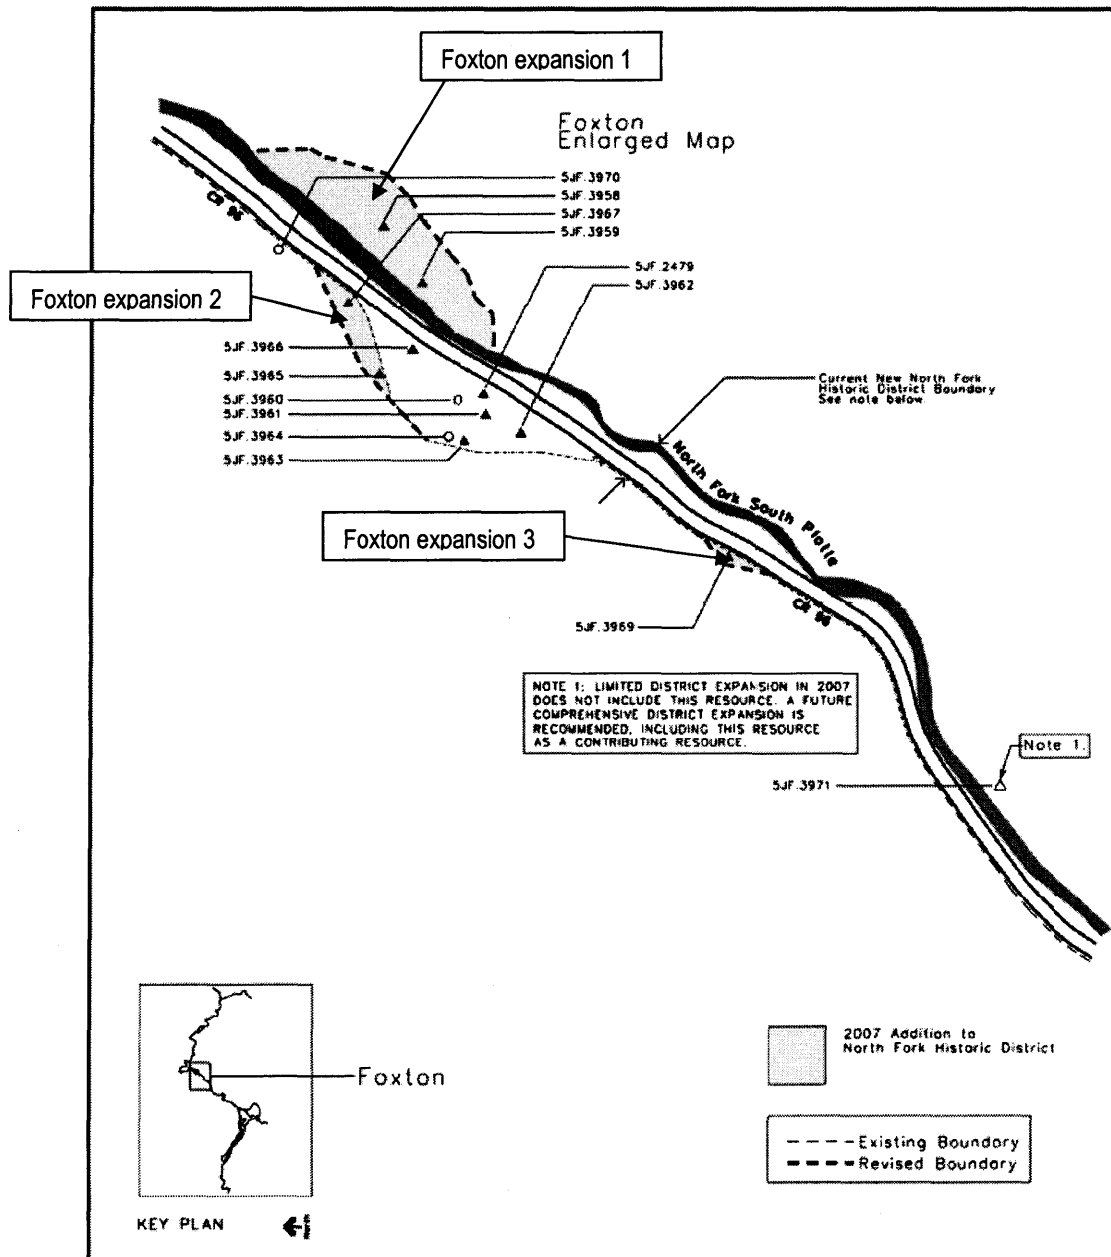 Foxton expansion 1
Foxton
Enlarged Map
5JF.3970
5JF.3958
5JF.3967
5JF.3959
CR 96
5JF.2479
5JF.3962
Foxton expansion 2
5JF.3966
5JF.3965
5JF.3960
5JF.3961
5JF.3964
5JF.3963
Current New North Fork
Historic District Boundary
See note below
North Fork South Platte
Foxton expansion 3
CR 96
5JF.3969
NOTE 1: LIMITED DISTRICT EXPANSION IN 2007
DOES NOT INCLUDE THIS RESOURCE. A FUTURE
COMPREHENSIVE DISTRICT EXPANSION IS
RECOMMENDED, INCLUDING THIS RESOURCE
AS A CONTRIBUTING RESOURCE.
Note 1.
5JF.3971
Foxton
2007 Addition to
North Fork Historic District
Existing Boundary
Revised Boundary
KEY PLAN
North